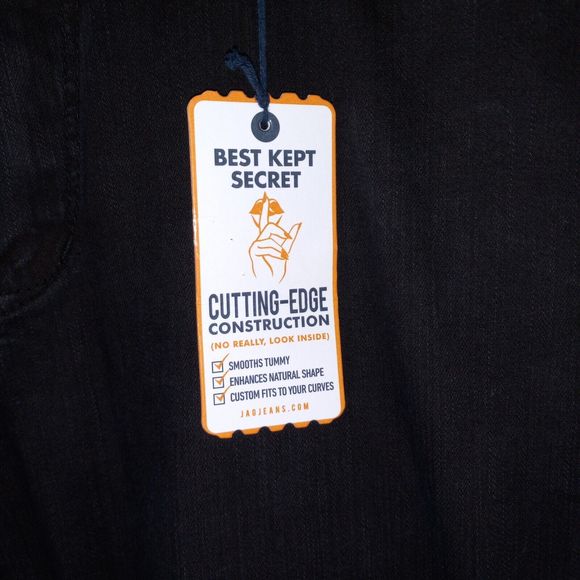 BEST KEPT
SECRET
CUTTING-EDGE
CONSTRUCTION
(NO REALLY, LOOK INSIDE)
SMOOTHS TUMMY
ENHANCES NATURAL SHAPE
CUSTOM FITS TO YOUR CURVES
JAGJEANS.COM